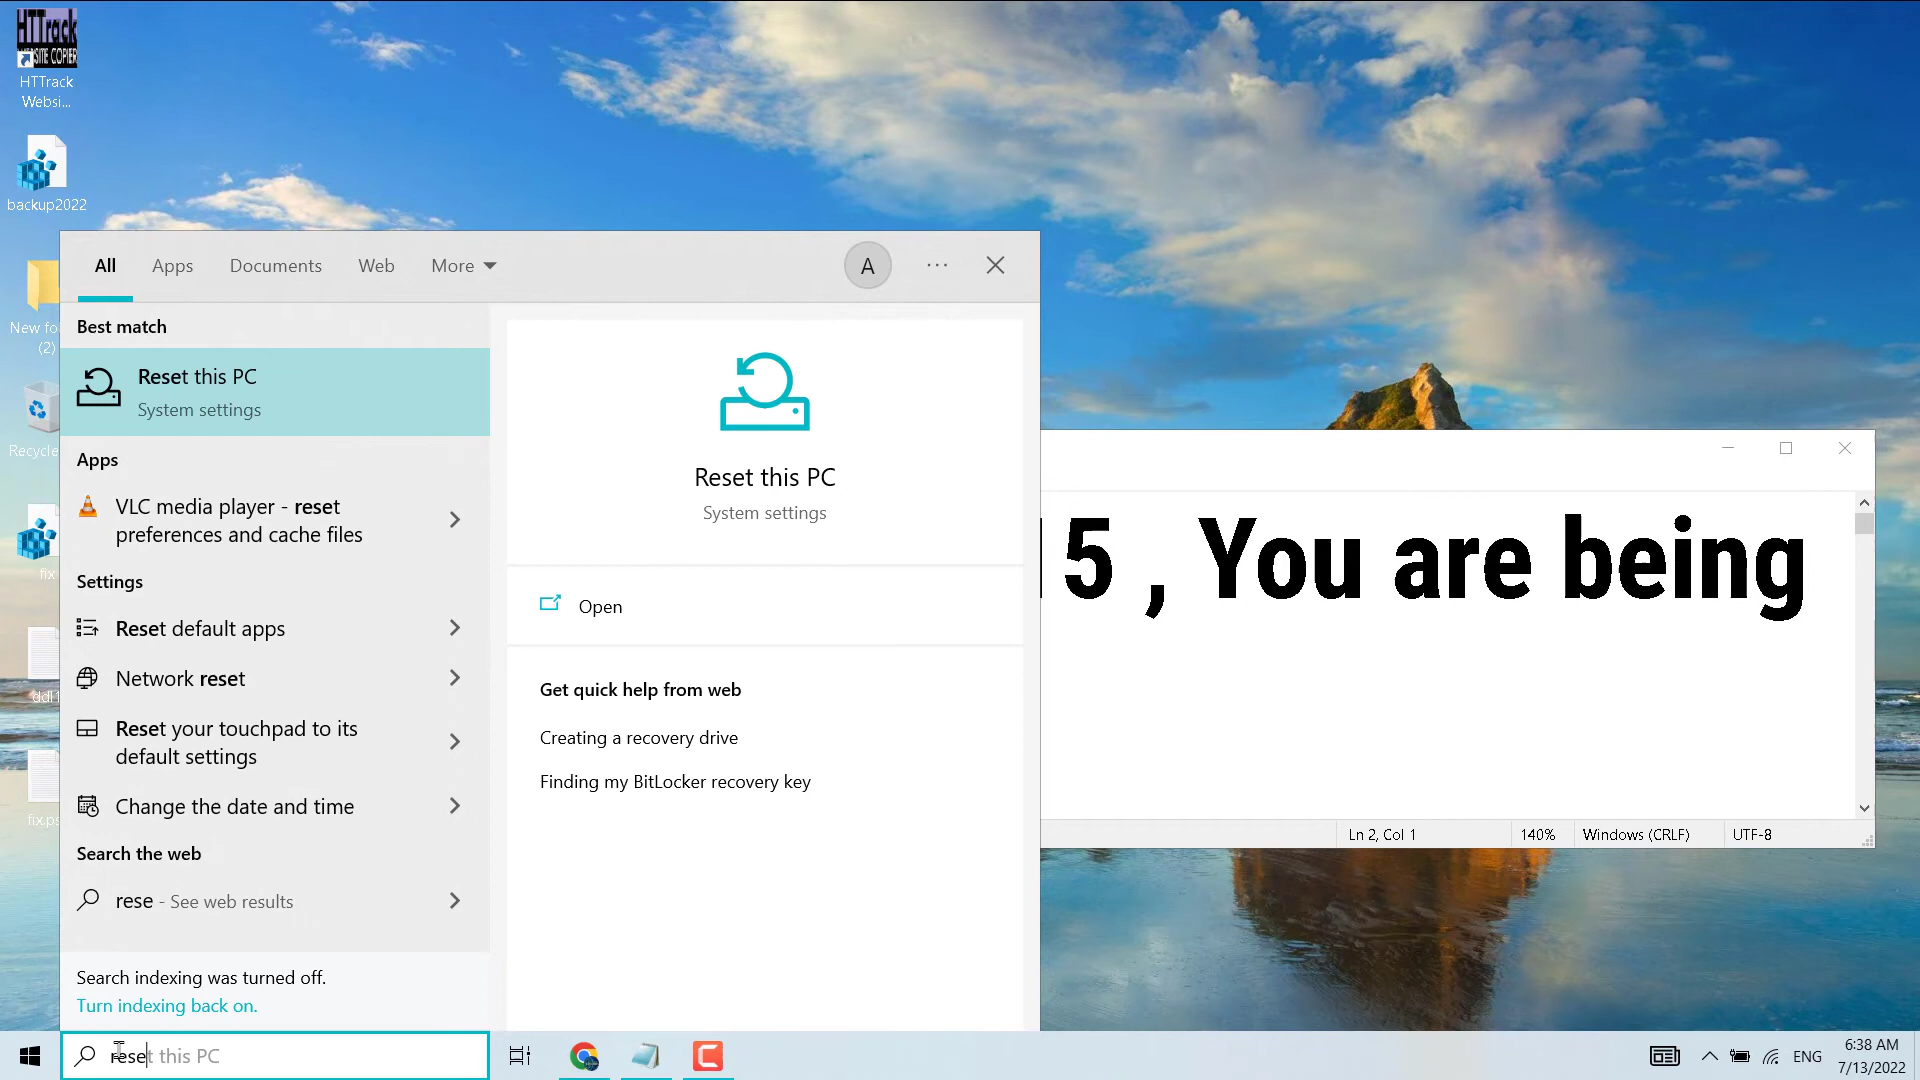 HTTrack
WEBSITE COPIER
HTTrack
Websi...
backup2022
New fo
(2)
Recycle
fix
ddl1
fix.ps
All Apps Documents Web More A ...
Best match
Reset this PC
System settings
Apps
VLC media player - reset
preferences and cache files
Settings
Reset default apps
Network reset
Reset your touchpad to its
default settings
Change the date and time
Search the web
rese - See web results
Search indexing was turned off.
Turn indexing back on.
Reset this PC
System settings
Open
Get quick help from web
Creating a recovery drive
Finding my BitLocker recovery key
5 , You are being
Ln 2, Col 1 140% Windows (CRLF) UTF-8
reset this PC
ENG
6:38 AM
7/13/2022